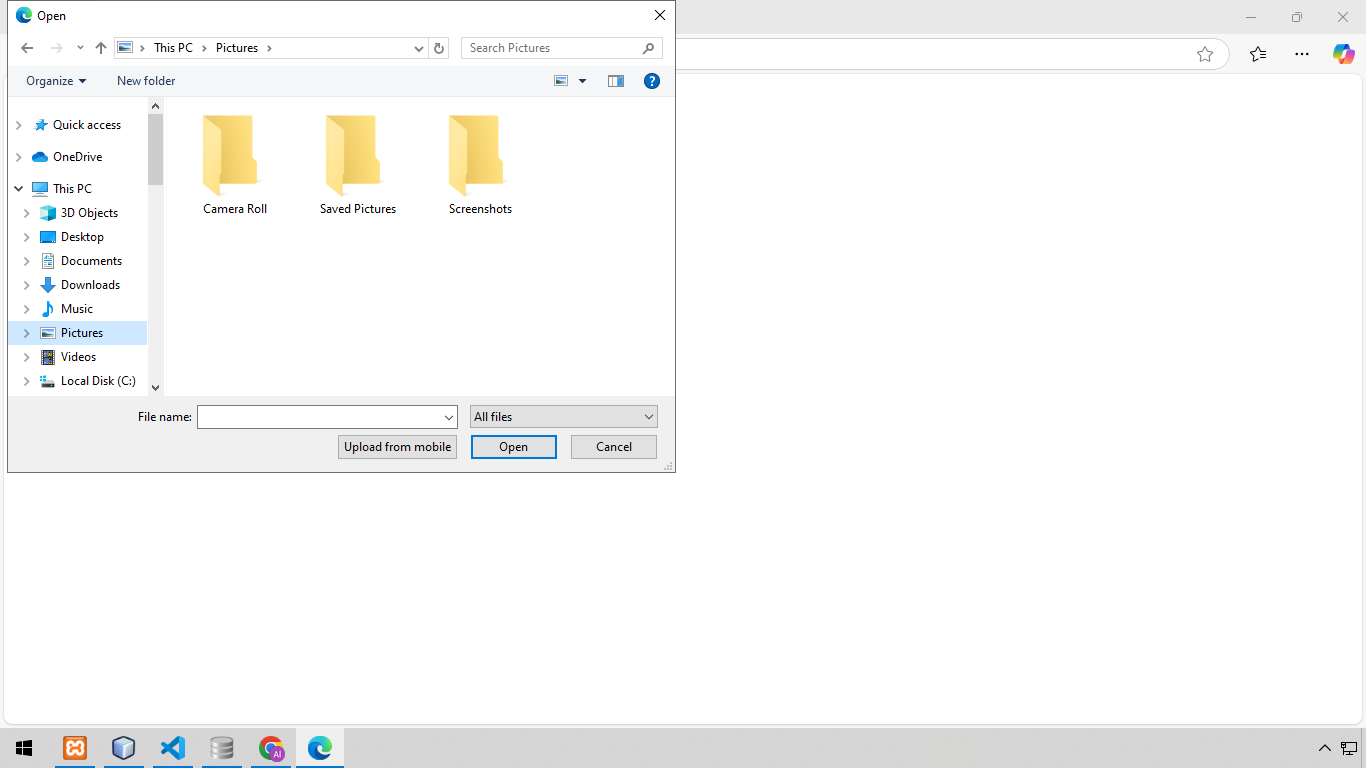 Open
This PC
Pictures
Search Pictures
Organize
New folder
Quick access
OneDrive
This PC
3D Objects
Desktop
Documents
Downloads
Music
Pictures
Videos
Local Disk (C:)
Camera Roll
Saved Pictures
Screenshots
File name:
All files
Upload from mobile
Open
Cancel
AI